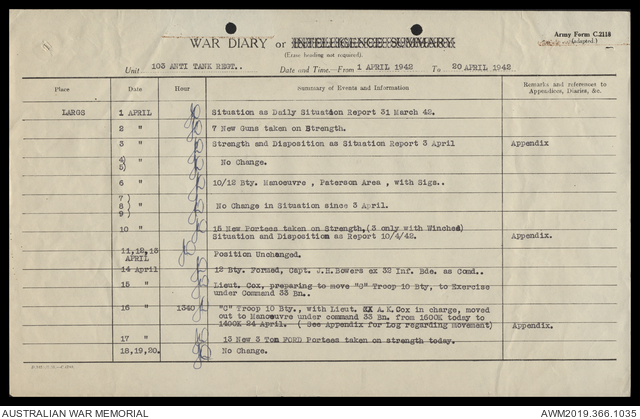 Army Form C.2118
(Adapted.)
WAR DIARY or INTELLIGENCE SUMMARY
(Erase heading not required).
Unit 103 ANTI TANK REGT.. Date and Time.—From 1 APRIL 1942 To 20 APRIL 1942.
Place Date Hour Summary of Events and Information Remarks and references to Appendices, Diaries, &c.
LARGS 1 APRIL Situation as Daily Situation Report 31 March 42.
2 " 7 New Guns taken on Strength.
3 " Strength and Disposition as Situation Report 3 April Appendix
4)
5) " No Change.
6 " 10/12 Bty. Manoeuvre , Paterson Area , with Sigs..
7 )
8 ) " No Change in Situation since 3 April.
9 )
10 " 15 New Portees taken on Strength,(3 only with Winches)
Situation and Disposition as Report 10/4/42. Appendix.
11,12,13
APRIL Position Unchanged.
14 April 12 Bty. Formed, Capt. J.H.Bowers ex 32 Inf. Bde. as Comd..
15 " Lieut. Cox, preparing to move "G" Troop 10 Bty, to Exercise
under Command 33 Bn..
16 " 1340 "G" Troop 10 Bty., with Lieut. XX A.K.Cox in charge, moved
out to Manoeuvre under command 33 Bn. from 1600K today to
1400K 24 April. ( See Appendix for Log regarding movement) Appendix.
17 " 13 New 3 Ton FORD Portees taken on strength today.
18,19,20. No Change.
AUSTRALIAN WAR MEMORIAL AWM2019.366.1035